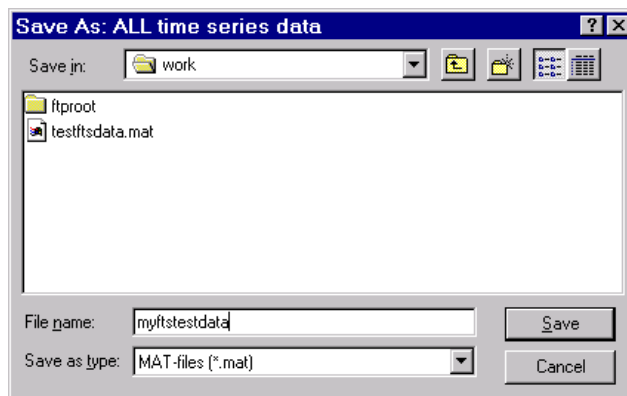 Save As: ALL time series data
Save in: work
ftproot
testftsdata.mat
File name: myftstestdata
Save
Save as type: MAT-files (*.mat)
Cancel